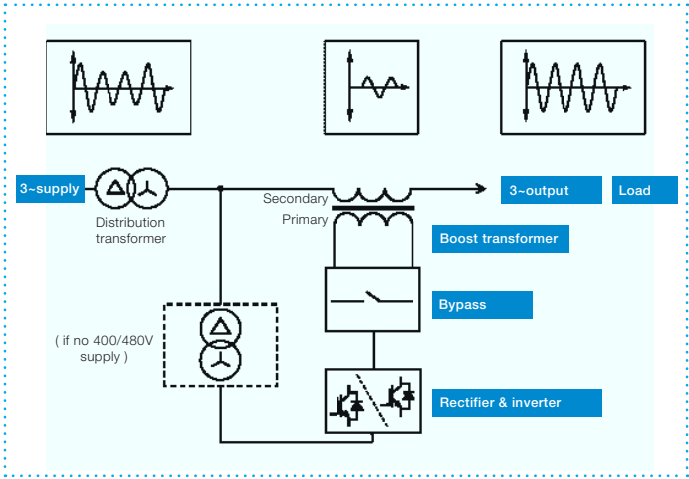 3~supply
Distribution
transformer
Secondary
Primary
3~output
Load
Boost transformer
Bypass
( if no 400/480V
supply )
Rectifier & inverter